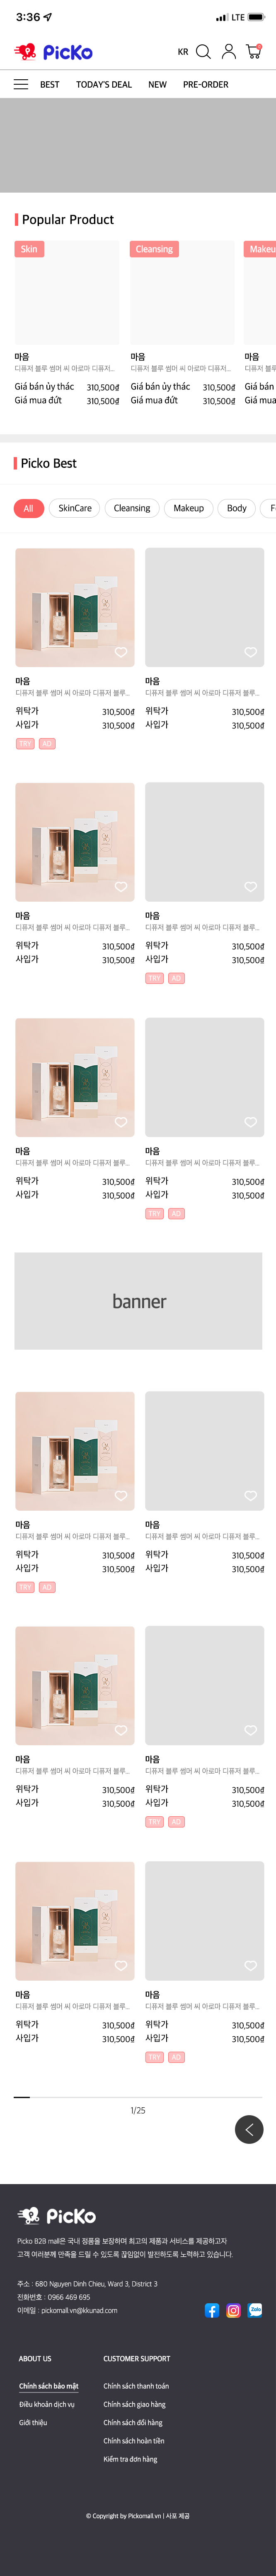 3:36 LTE
PicKo KR
BEST TODAY'S DEAL NEW PRE-ORDER
Popular Product
Skin Cleansing Makeu
마음 마음 마음
디퓨저 블루 썸머 씨 아로마 디퓨저... 디퓨저 블루 썸머 씨 아로마 디퓨저... 디퓨저 블루
Giá bán ủy thác 310,500₫ Giá bán ủy thác 310,500₫ Giá bán
Giá mua đứt 310,500₫ Giá mua đứt 310,500₫ Giá mua
Picko Best
All SkinCare Cleansing Makeup Body F
마음 마음
디퓨저 블루 썸머 씨 아로마 디퓨저 블루... 디퓨저 블루 썸머 씨 아로마 디퓨저 블루...
위탁가 310,500₫ 위탁가 310,500₫
사입가 310,500₫ 사입가 310,500₫
TRY AD
마음 마음
디퓨저 블루 썸머 씨 아로마 디퓨저 블루... 디퓨저 블루 썸머 씨 아로마 디퓨저 블루...
위탁가 310,500₫ 위탁가 310,500₫
사입가 310,500₫ 사입가 310,500₫
TRY AD
마음 마음
디퓨저 블루 썸머 씨 아로마 디퓨저 블루... 디퓨저 블루 썸머 씨 아로마 디퓨저 블루...
위탁가 310,500₫ 위탁가 310,500₫
사입가 310,500₫ 사입가 310,500₫
TRY AD
banner
마음 마음
디퓨저 블루 썸머 씨 아로마 디퓨저 블루... 디퓨저 블루 썸머 씨 아로마 디퓨저 블루...
위탁가 310,500₫ 위탁가 310,500₫
사입가 310,500₫ 사입가 310,500₫
TRY AD
마음 마음
디퓨저 블루 썸머 씨 아로마 디퓨저 블루... 디퓨저 블루 썸머 씨 아로마 디퓨저 블루...
위탁가 310,500₫ 위탁가 310,500₫
사입가 310,500₫ 사입가 310,500₫
TRY AD
마음 마음
디퓨저 블루 썸머 씨 아로마 디퓨저 블루... 디퓨저 블루 썸머 씨 아로마 디퓨저 블루...
위탁가 310,500₫ 위탁가 310,500₫
사입가 310,500₫ 사입가 310,500₫
TRY AD
1/25
PicKo
Picko B2B mall은 국내 정품을 보장하며 최고의 제품과 서비스를 제공하고자
고객 여러분께 만족을 드릴 수 있도록 끊임없이 발전하도록 노력하고 있습니다.
주소 : 680 Nguyen Dinh Chieu, Ward 3, District 3
전화번호 : 0966 469 695
이메일 : pickomall.vn@kkunad.com
Zalo
ABOUT US CUSTOMER SUPPORT
Chính sách bảo mật Chính sách thanh toán
Điều khoản dịch vụ Chính sách giao hàng
Giới thiệu Chính sách đổi hàng
Chính sách hoàn tiền
Kiểm tra đơn hàng
© Copyright by Pickomall.vn | 사포 제공